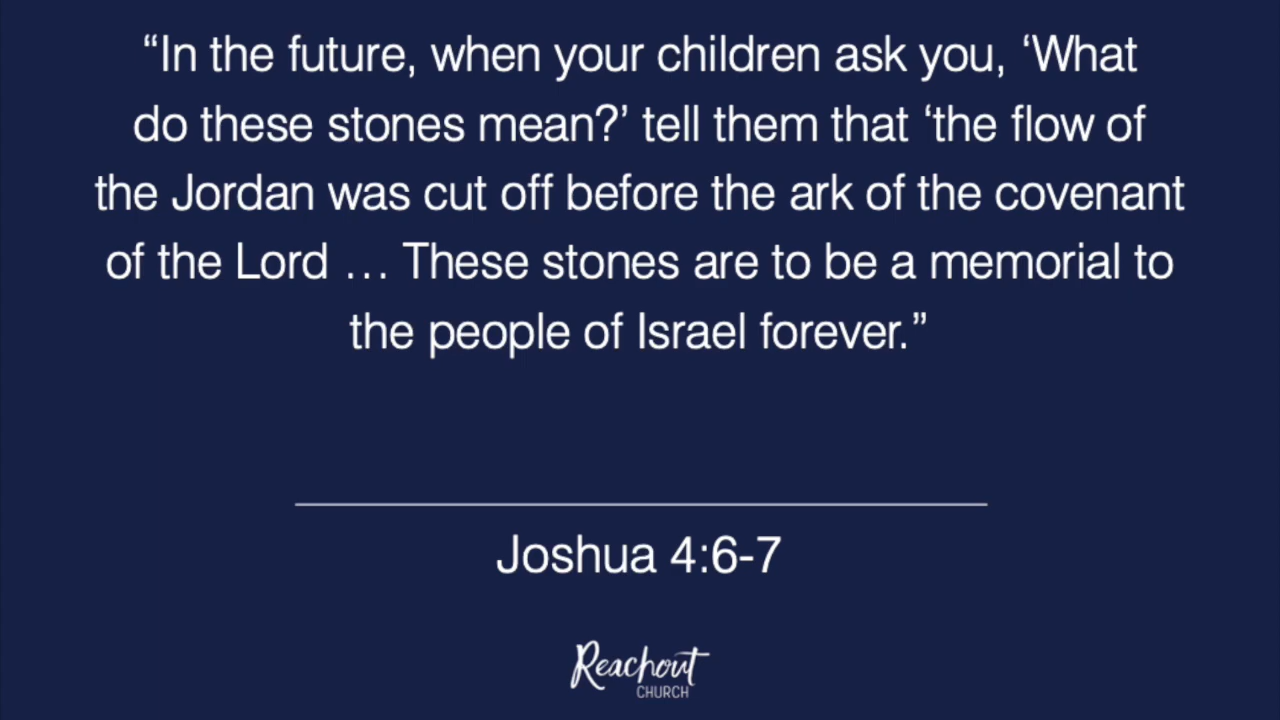 “In the future, when your children ask you, ‘What
do these stones mean?’ tell them that ‘the flow of
the Jordan was cut off before the ark of the covenant
of the Lord … These stones are to be a memorial to
the people of Israel forever.”
Joshua 4:6-7
Reachout
CHURCH